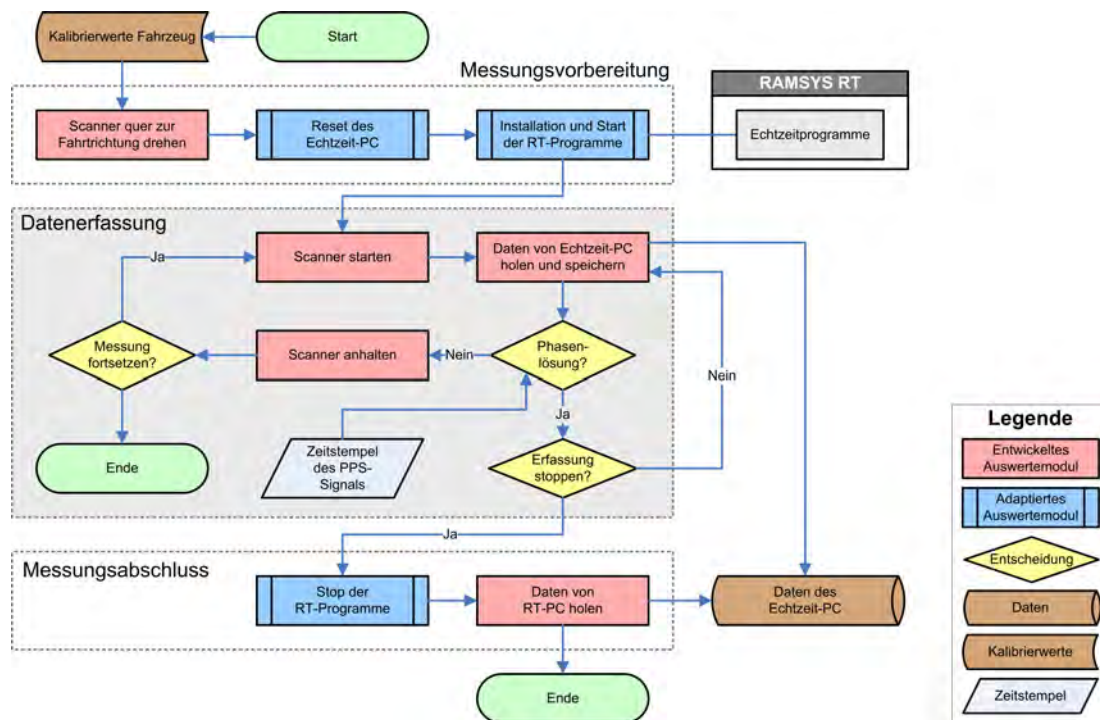 Kalibrierwerte Fahrzeug
Start
Messungsvorbereitung
RAMSYS RT
Echtzeitprogramme
Scanner quer zur
Fahrtrichtung drehen
Reset des
Echtzeit-PC
Installation und Start
der RT-Programme
Datenerfassung
Ja
Scanner starten
Daten von Echtzeit-PC
holen und speichern
Messung
fortsetzen?
Scanner anhalten
Nein
Phasen-
lösung?
Nein
Ja
Ende
Zeitstempel
des PPS-
Signals
Erfassung
stoppen?
Ja
Messungsabschluss
Stop der
RT-Programme
Daten von
RT-PC holen
Daten des
Echtzeit-PC
Ende
Legende
Entwickeltes
Auswertemodul
Adaptiertes
Auswertemodul
Entscheidung
Daten
Kalibrierwerte
Zeitstempel